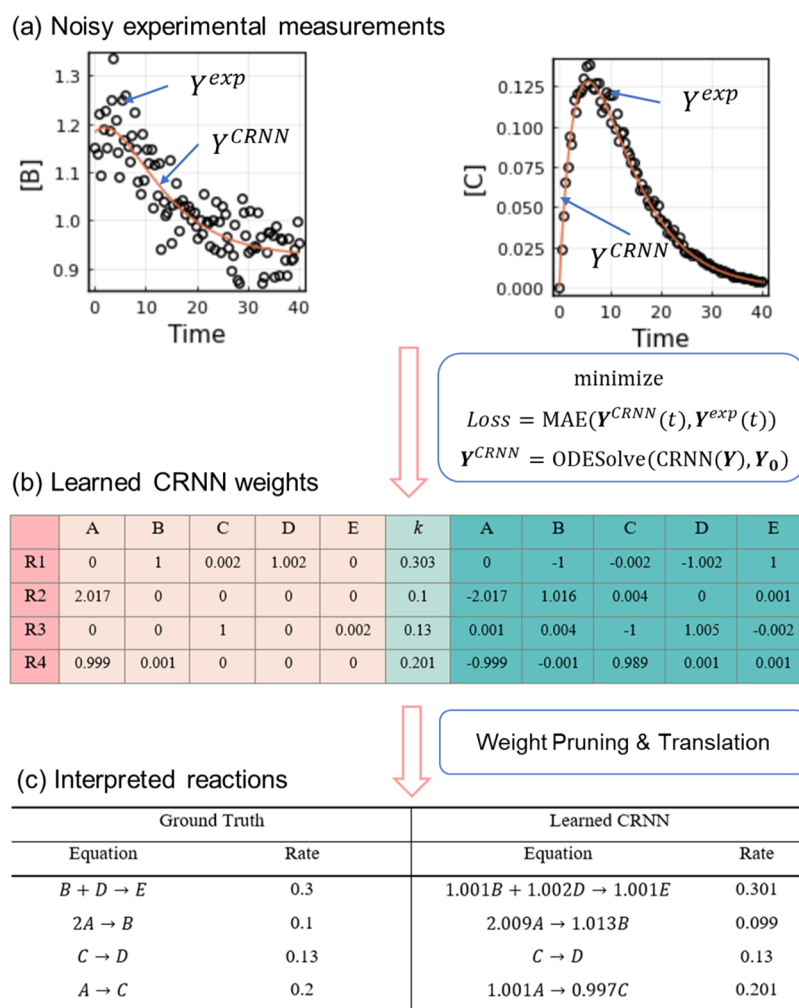 (a) Noisy experimental measurements
1.3
1.2
1.1
1.0
0.9
[B]
Y^{exp}
Y^{CRNN}
0 10 20 30 40
Time
0.125
0.100
0.075
0.050
0.025
0.000
[C]
Y^{exp}
Y^{CRNN}
0 10 20 30 40
Time
minimize
Loss = MAE(Y^{CRNN}(t), Y^{exp}(t))
Y^{CRNN} = ODESolve(CRNN(Y), Y_0)
(b) Learned CRNN weights
A B C D E k A B C D E
R1 0 1 0.002 1.002 0 0.303 0 -1 -0.002 -1.002 1
R2 2.017 0 0 0 0 0.1 -2.017 1.016 0.004 0 0.001
R3 0 0 1 0 0.002 0.13 0.001 0.004 -1 1.005 -0.002
R4 0.999 0.001 0 0 0 0.201 -0.999 -0.001 0.989 0.001 0.001
Weight Pruning & Translation
(c) Interpreted reactions
Ground Truth Learned CRNN
Equation Rate Equation Rate
B + D → E 0.3 1.001B + 1.002D → 1.001E 0.301
2A → B 0.1 2.009A → 1.013B 0.099
C → D 0.13 C → D 0.13
A → C 0.2 1.001A → 0.997C 0.201